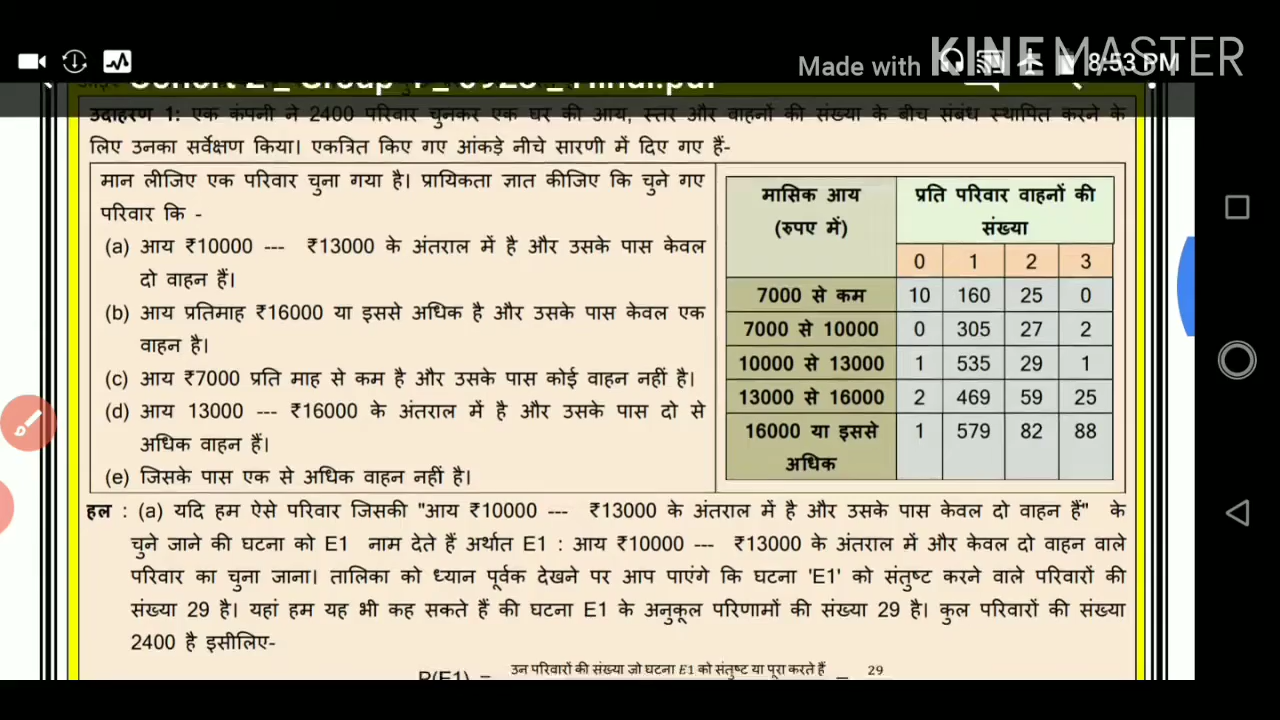 Made with KINEMASTER
8:53 PM
Cohort 2_ Group 1_ 0928 _ Hindi.pdf
उदाहरण 1: एक कंपनी ने 2400 परिवार चुनकर एक घर की आय, स्तर और वाहनों की संख्या के बीच संबंध स्थापित करने के
लिए उनका सर्वेक्षण किया। एकत्रित किए गए आंकड़े नीचे सारणी में दिए गए हैं-
मान लीजिए एक परिवार चुना गया है। प्रायिकता ज्ञात कीजिए कि चुने गए
परिवार कि -
(a) आय ₹10000 --- ₹13000 के अंतराल में है और उसके पास केवल
दो वाहन हैं।
(b) आय प्रतिमाह ₹16000 या इससे अधिक है और उसके पास केवल एक
वाहन है।
(c) आय ₹7000 प्रति माह से कम है और उसके पास कोई वाहन नहीं है।
(d) आय 13000 --- ₹16000 के अंतराल में है और उसके पास दो से
अधिक वाहन हैं।
(e) जिसके पास एक से अधिक वाहन नहीं है।
मासिक आय
(रुपए में)
प्रति परिवार वाहनों की
संख्या
0 1 2 3
7000 से कम 10 160 25 0
7000 से 10000 0 305 27 2
10000 से 13000 1 535 29 1
13000 से 16000 2 469 59 25
16000 या इससे 1 579 82 88
अधिक
हल : (a) यदि हम ऐसे परिवार जिसकी "आय ₹10000 --- ₹13000 के अंतराल में है और उसके पास केवल दो वाहन हैं" के
चुने जाने की घटना को E1 नाम देते हैं अर्थात E1 : आय ₹10000 --- ₹13000 के अंतराल में और केवल दो वाहन वाले
परिवार का चुना जाना। तालिका को ध्यान पूर्वक देखने पर आप पाएंगे कि घटना 'E1' को संतुष्ट करने वाले परिवारों की
संख्या 29 है। यहां हम यह भी कह सकते हैं की घटना E1 के अनुकूल परिणामों की संख्या 29 है। कुल परिवारों की संख्या
2400 है इसीलिए-
P(E1) = उन परिवारों की संख्या जो घटना E1 को संतुष्ट या पूरा करते हैं = 29